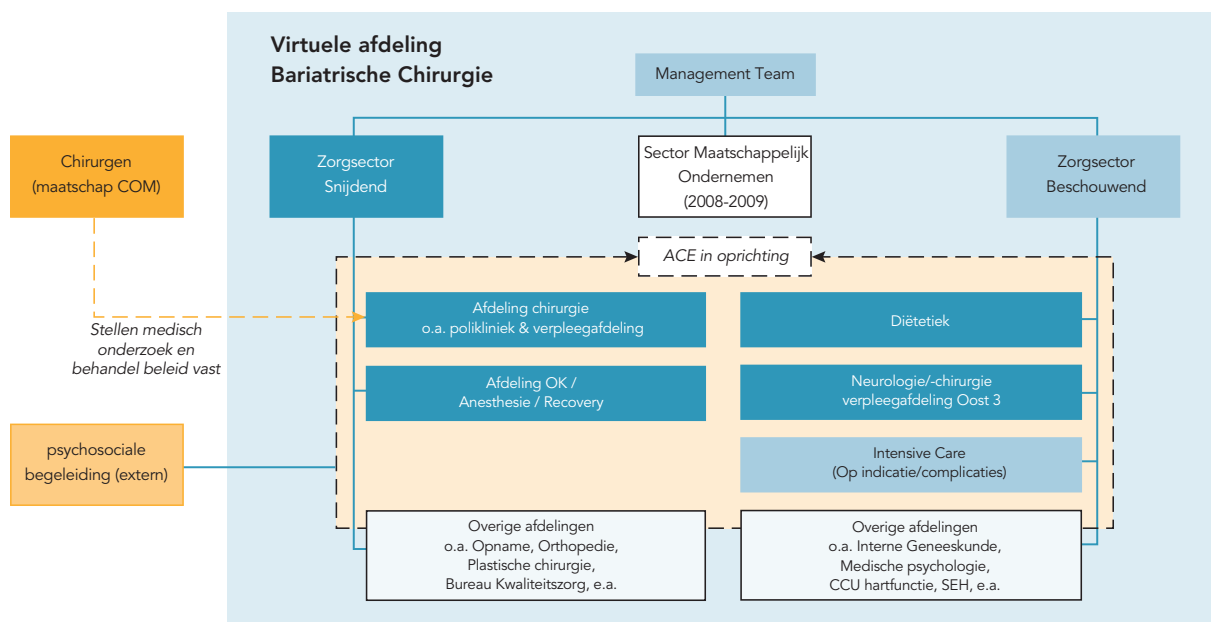 Virtuele afdeling
Bariatrische Chirurgie
Management Team
Chirurgen
(maatschap COM)
Zorgsector
Snijdend
Sector Maatschappelijk
Ondernemen
(2008-2009)
Zorgsector
Beschouwend
ACE in oprichting
Stellen medisch
onderzoek en
behandel beleid vast
Afdeling chirurgie
o.a. polikliniek & verpleegafdeling
Diëtetiek
Afdeling OK /
Anesthesie / Recovery
Neurologie/-chirurgie
verpleegafdeling Oost 3
psychosociale
begeleiding (extern)
Intensive Care
(Op indicatie/complicaties)
Overige afdelingen
o.a. Opname, Orthopedie,
Plastische chirurgie,
Bureau Kwaliteitszorg, e.a.
Overige afdelingen
o.a. Interne Geneeskunde,
Medische psychologie,
CCU hartfunctie, SEH, e.a.